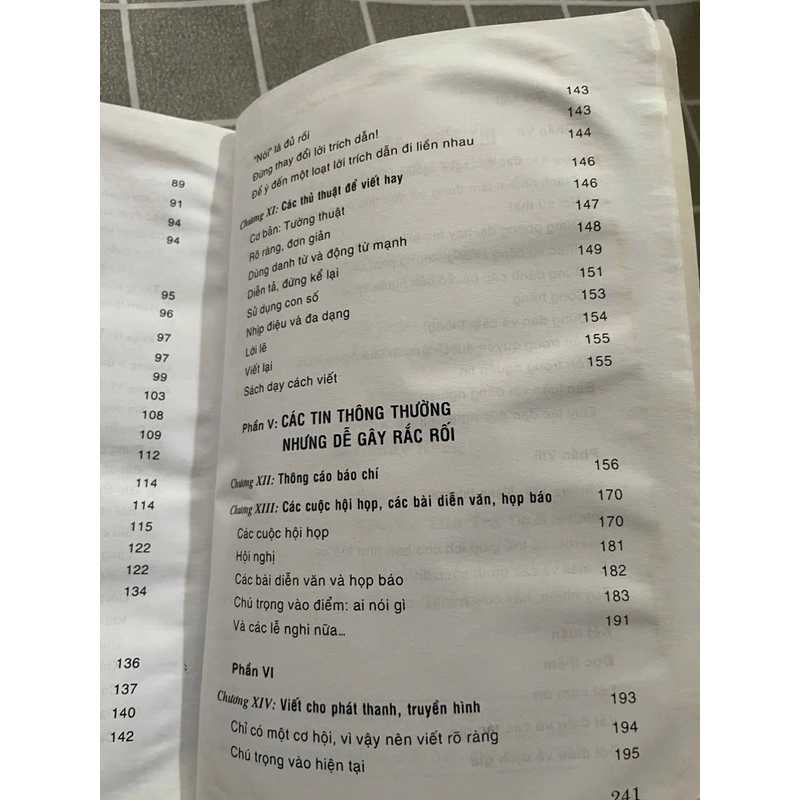 89
91
94
94
95
96
97
97
99
103
108
109
112
114
114
115
122
122
134
136
137
140
142
"Nói" là đủ rồi 143
Đừng thay đổi lời trích dẫn! 143
Để ý đến một loạt lời trích dẫn đi liền nhau 144
Chương XI: Các thủ thuật để viết hay 146
Cơ bản: Tường thuật 146
Rõ ràng, đơn giản 147
Dùng danh từ và động từ mạnh 148
Diễn tả, đừng kể lại 149
Sử dụng con số 151
Nhịp điệu và đa dạng 153
Lời lẽ 154
Viết lại 155
Sách dạy cách viết 155
Phần V: CÁC TIN THÔNG THƯỜNG
NHƯNG DỄ GÂY RẮC RỐI
Chương XII: Thông cáo báo chí 156
Chương XIII: Các cuộc hội họp, các bài diễn văn, họp báo 170
Các cuộc hội họp 170
Hội nghị 181
Các bài diễn văn và họp báo 182
Chú trọng vào điểm: ai nói gì 183
Và các lễ nghi nữa... 191
Phần VI
Chương XIV: Viết cho phát thanh, truyền hình 193
Chỉ có một cơ hội, vì vậy nên viết rõ ràng 194
Chú trọng vào hiện tại 195
241